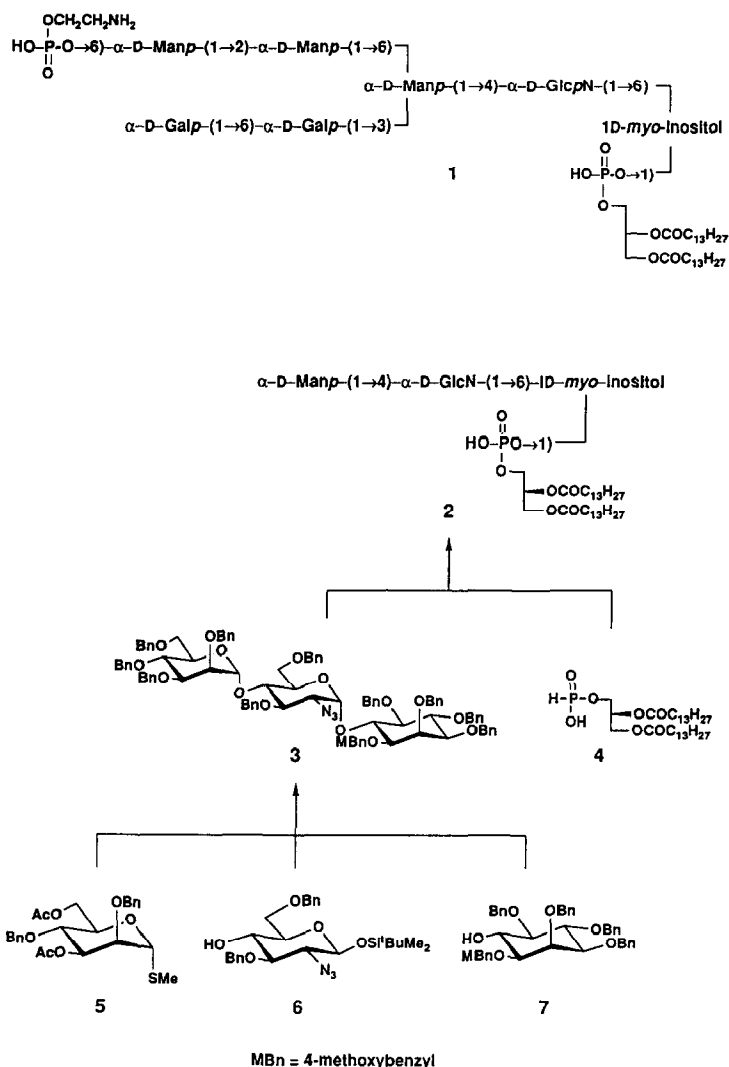 OCH₂CH₂NH₂
HO–P–O→6)–α–D–Manp–(1→2)–α–D–Manp–(1→6)
O
α–D–Manp–(1→4)–α–D–GlcpN–(1→6)
α–D–Galp–(1→6)–α–D–Galp–(1→3)
1D-myo-Inositol
O
1
HO–P-O→1)
O
OCOC₁₃H₂₇
OCOC₁₃H₂₇
α–D–Manp–(1→4)–α–D–GlcN–(1→6)–ID–myo–inositol
O
HO–P–O→1)
O
OCOC₁₃H₂₇
OCOC₁₃H₂₇
2
BnO OBn
BnO O OBn
BnO O O
BnO N₃ BnO OBn OBn
O OBn
MBnO OBn
3
O
H–P–O
OH OCOC₁₃H₂₇
OCOC₁₃H₂₇
4
AcO OBn
BnO O
AcO
SMe
5
OBn
HO O
BnO OSiᵗBuMe₂
N₃
6
BnO OBn
HO OBn
MBnO OBn
7
MBn = 4-methoxybenzyl